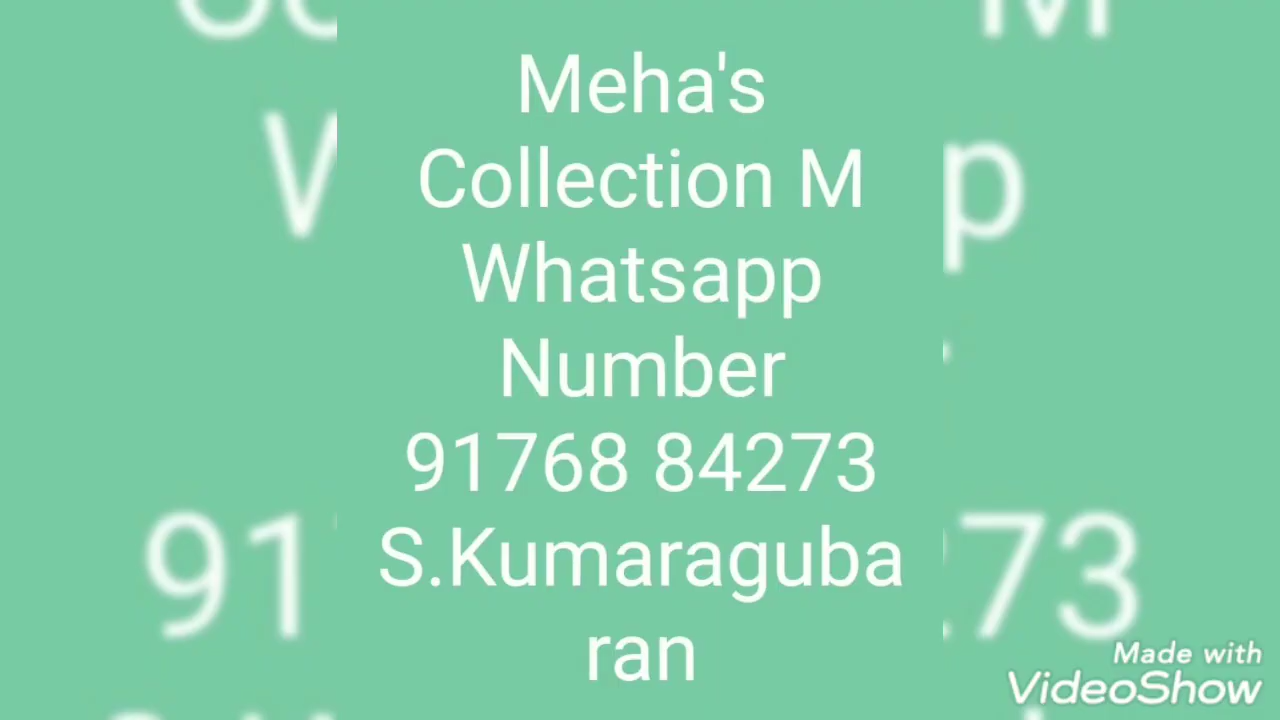 Meha's
Collection M
Whatsapp
Number
91768 84273
S.Kumaraguba
ran
Made with
VideoShow